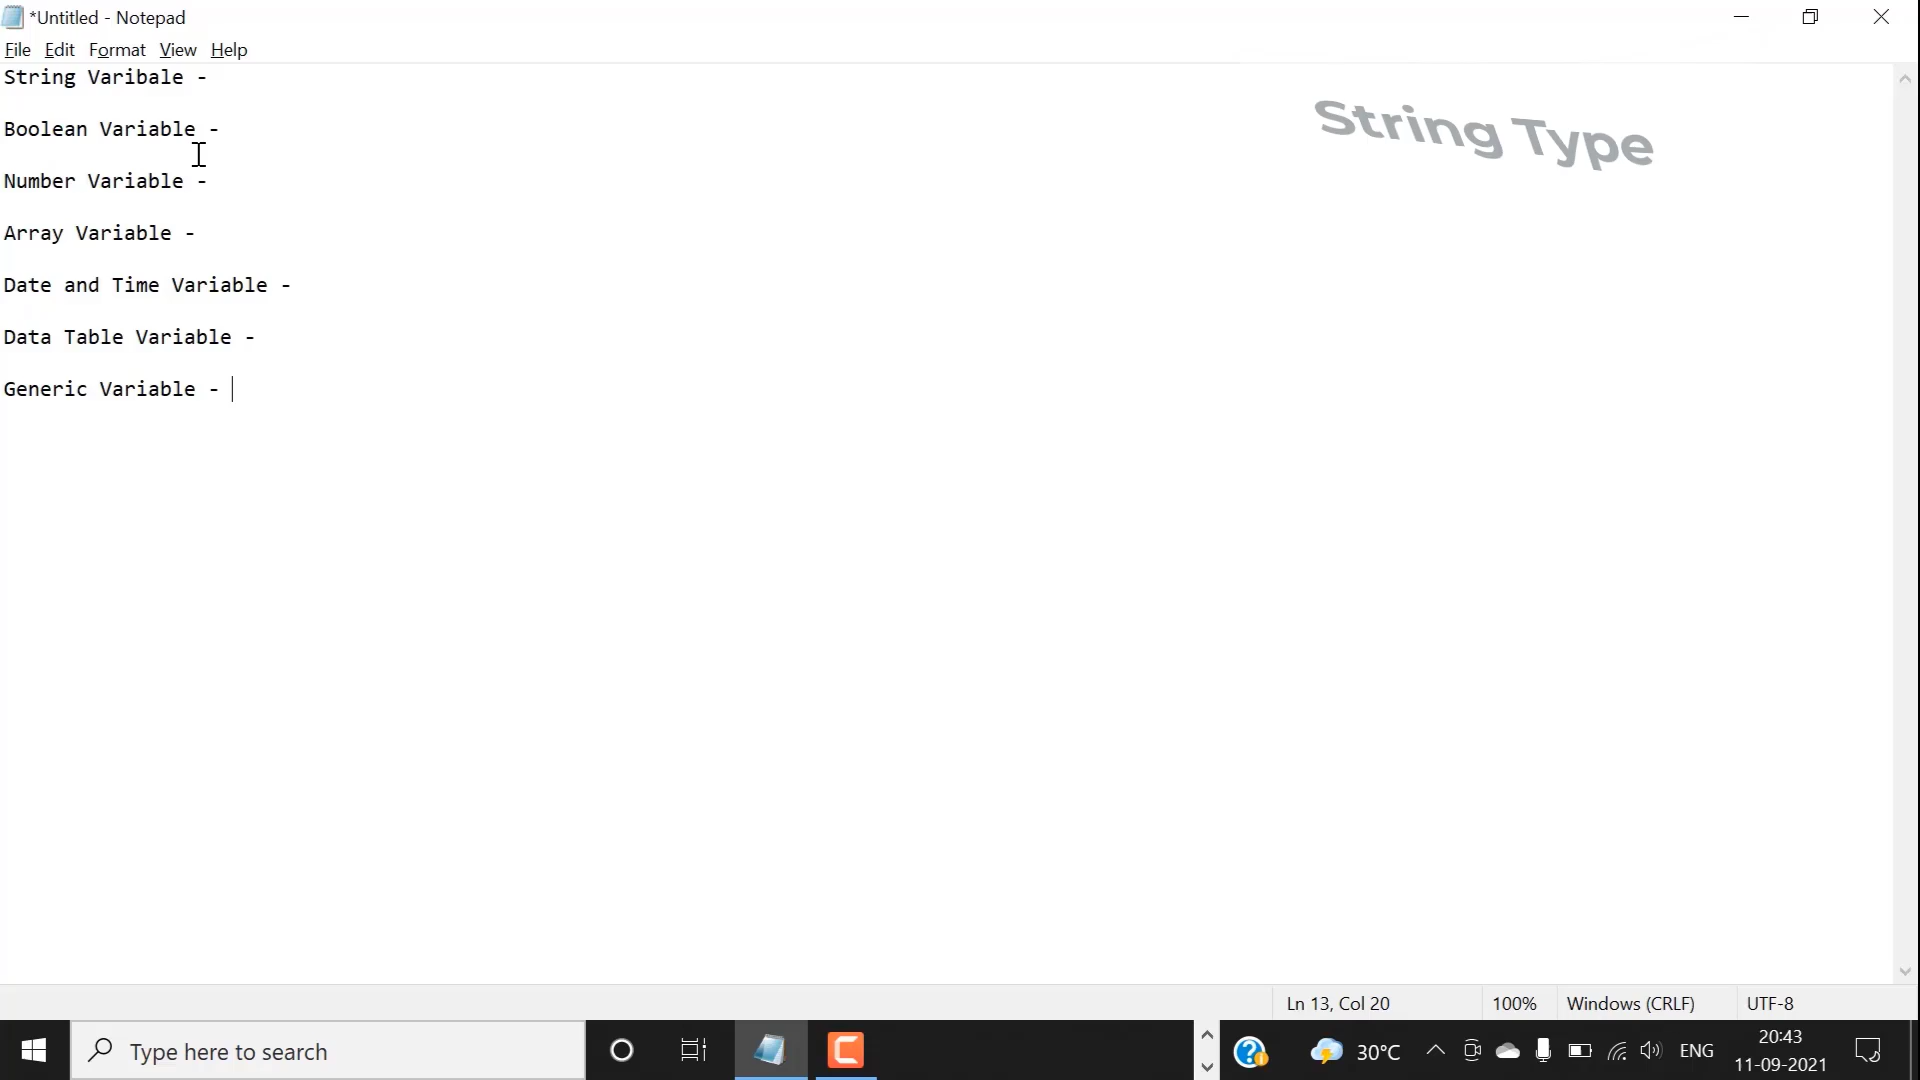 *Untitled - Notepad
File Edit Format View Help
String Varibale -
String Type
Boolean Variable -
Number Variable -
Array Variable -
Date and Time Variable -
Data Table Variable -
Generic Variable -
Ln 13, Col 20 100% Windows (CRLF) UTF-8
Type here to search
30°C ENG
20:43
11-09-2021